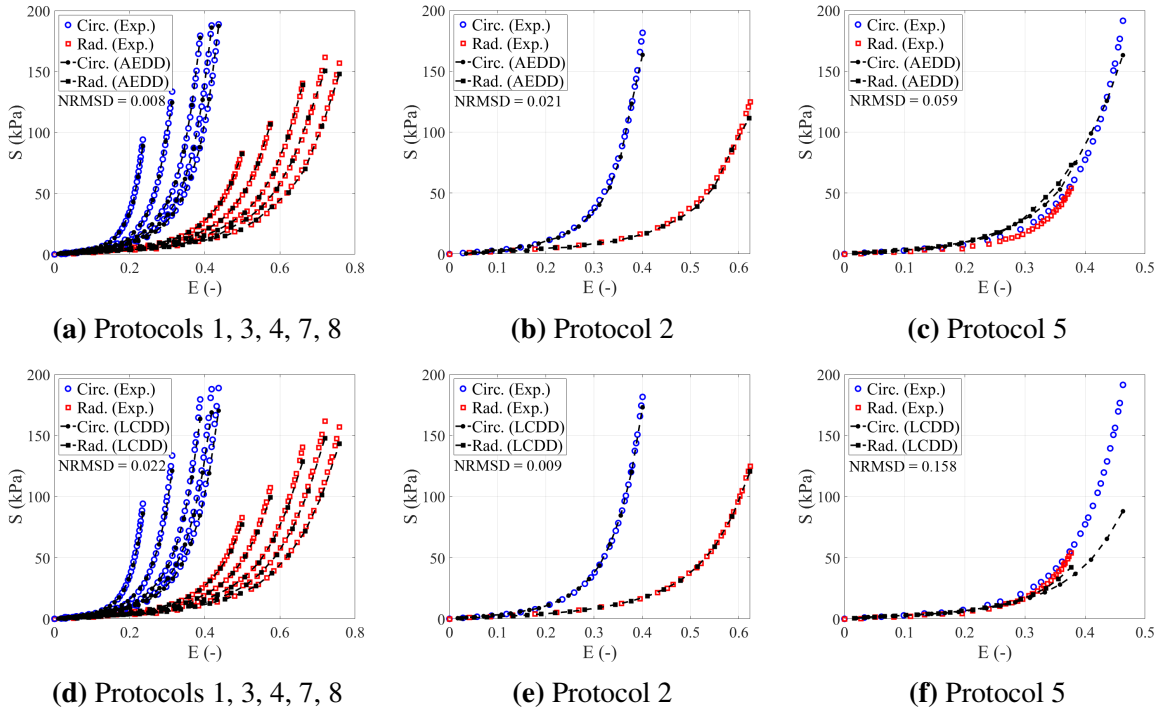 200
150
100
50
0
S (kPa)
Circ. (Exp.)
Rad. (Exp.)
Circ. (AEDD)
Rad. (AEDD)
NRMSD = 0.008
0
0.2
0.4
0.6
0.8
E (-)
(a) Protocols 1, 3, 4, 7, 8
200
150
100
50
0
S (kPa)
Circ. (Exp.)
Rad. (Exp.)
Circ. (AEDD)
Rad. (AEDD)
NRMSD = 0.021
0
0.1
0.2
0.3
0.4
0.5
0.6
E (-)
(b) Protocol 2
200
150
100
50
0
S (kPa)
Circ. (Exp.)
Rad. (Exp.)
Circ. (AEDD)
Rad. (AEDD)
NRMSD = 0.059
0
0.1
0.2
0.3
0.4
0.5
E (-)
(c) Protocol 5
200
150
100
50
0
S (kPa)
Circ. (Exp.)
Rad. (Exp.)
Circ. (LCDD)
Rad. (LCDD)
NRMSD = 0.022
0
0.2
0.4
0.6
0.8
E (-)
(d) Protocols 1, 3, 4, 7, 8
200
150
100
50
0
S (kPa)
Circ. (Exp.)
Rad. (Exp.)
Circ. (LCDD)
Rad. (LCDD)
NRMSD = 0.009
0
0.1
0.2
0.3
0.4
0.5
0.6
E (-)
(e) Protocol 2
200
150
100
50
0
S (kPa)
Circ. (Exp.)
Rad. (Exp.)
Circ. (LCDD)
Rad. (LCDD)
NRMSD = 0.158
0
0.1
0.2
0.3
0.4
0.5
E (-)
(f) Protocol 5